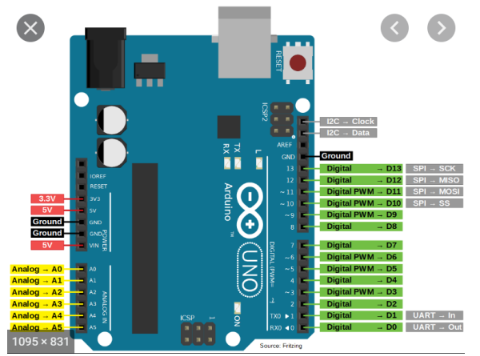 RESET
ICSP2
I2C → Clock
I2C → Data
AREF
GND Ground
13 Digital → D13 SPI → SCK
12 Digital → D12 SPI → MISO
~11 Digital PWM → D11 SPI → MOSI
~10 Digital PWM → D10 SPI → SS
~9 Digital PWM → D9
8 Digital → D8
7 Digital → D7
~6 Digital PWM → D6
~5 Digital PWM → D5
4 Digital → D4
~3 Digital PWM → D3
2 Digital → D2
TXD ▸1 Digital → D1 UART → In
RXD ◂0 Digital → D0 UART → Out
RX
TX
L
Arduino
TM
UNO
DIGITAL (PWM~)
ON
IOREF
RESET
3.3V 3V3
5V 5V
Ground GND
Ground GND
5V VIN
POWER
Analog → A0 A0
Analog → A1 A1
Analog → A2 A2
Analog → A3 A3
Analog → A4 A4
Analog → A5 A5
ANALOG IN
ICSP
1
1095 × 831
Source: Fritzing